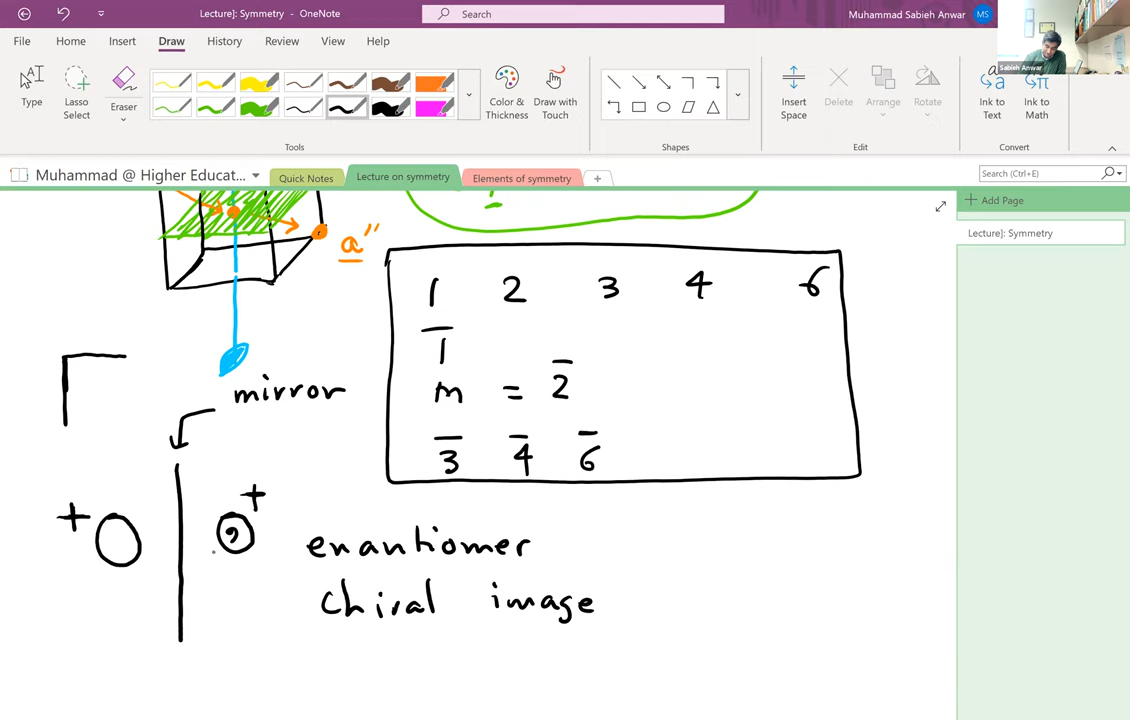 Lecture]: Symmetry - OneNote
Search
Muhammad Sabieh Anwar
MS
File Home Insert Draw History Review View Help
Sabieh Anwar
Type
Lasso Select
Eraser
Color & Thickness
Draw with Touch
Insert Space
Delete
Arrange
Rotate
Ink to Text
Ink to Math
Tools
Shapes
Edit
Convert
Muhammad @ Higher Educat...
Quick Notes
Lecture on symmetry
Elements of symmetry
+
Search (Ctrl+E)
Add Page
Lecture]: Symmetry
a''
1 2 3 4 6
1̅
m = 2̅
3̅ 4̅ 6̅
mirror
+ +
,
enantiomer
chiral image